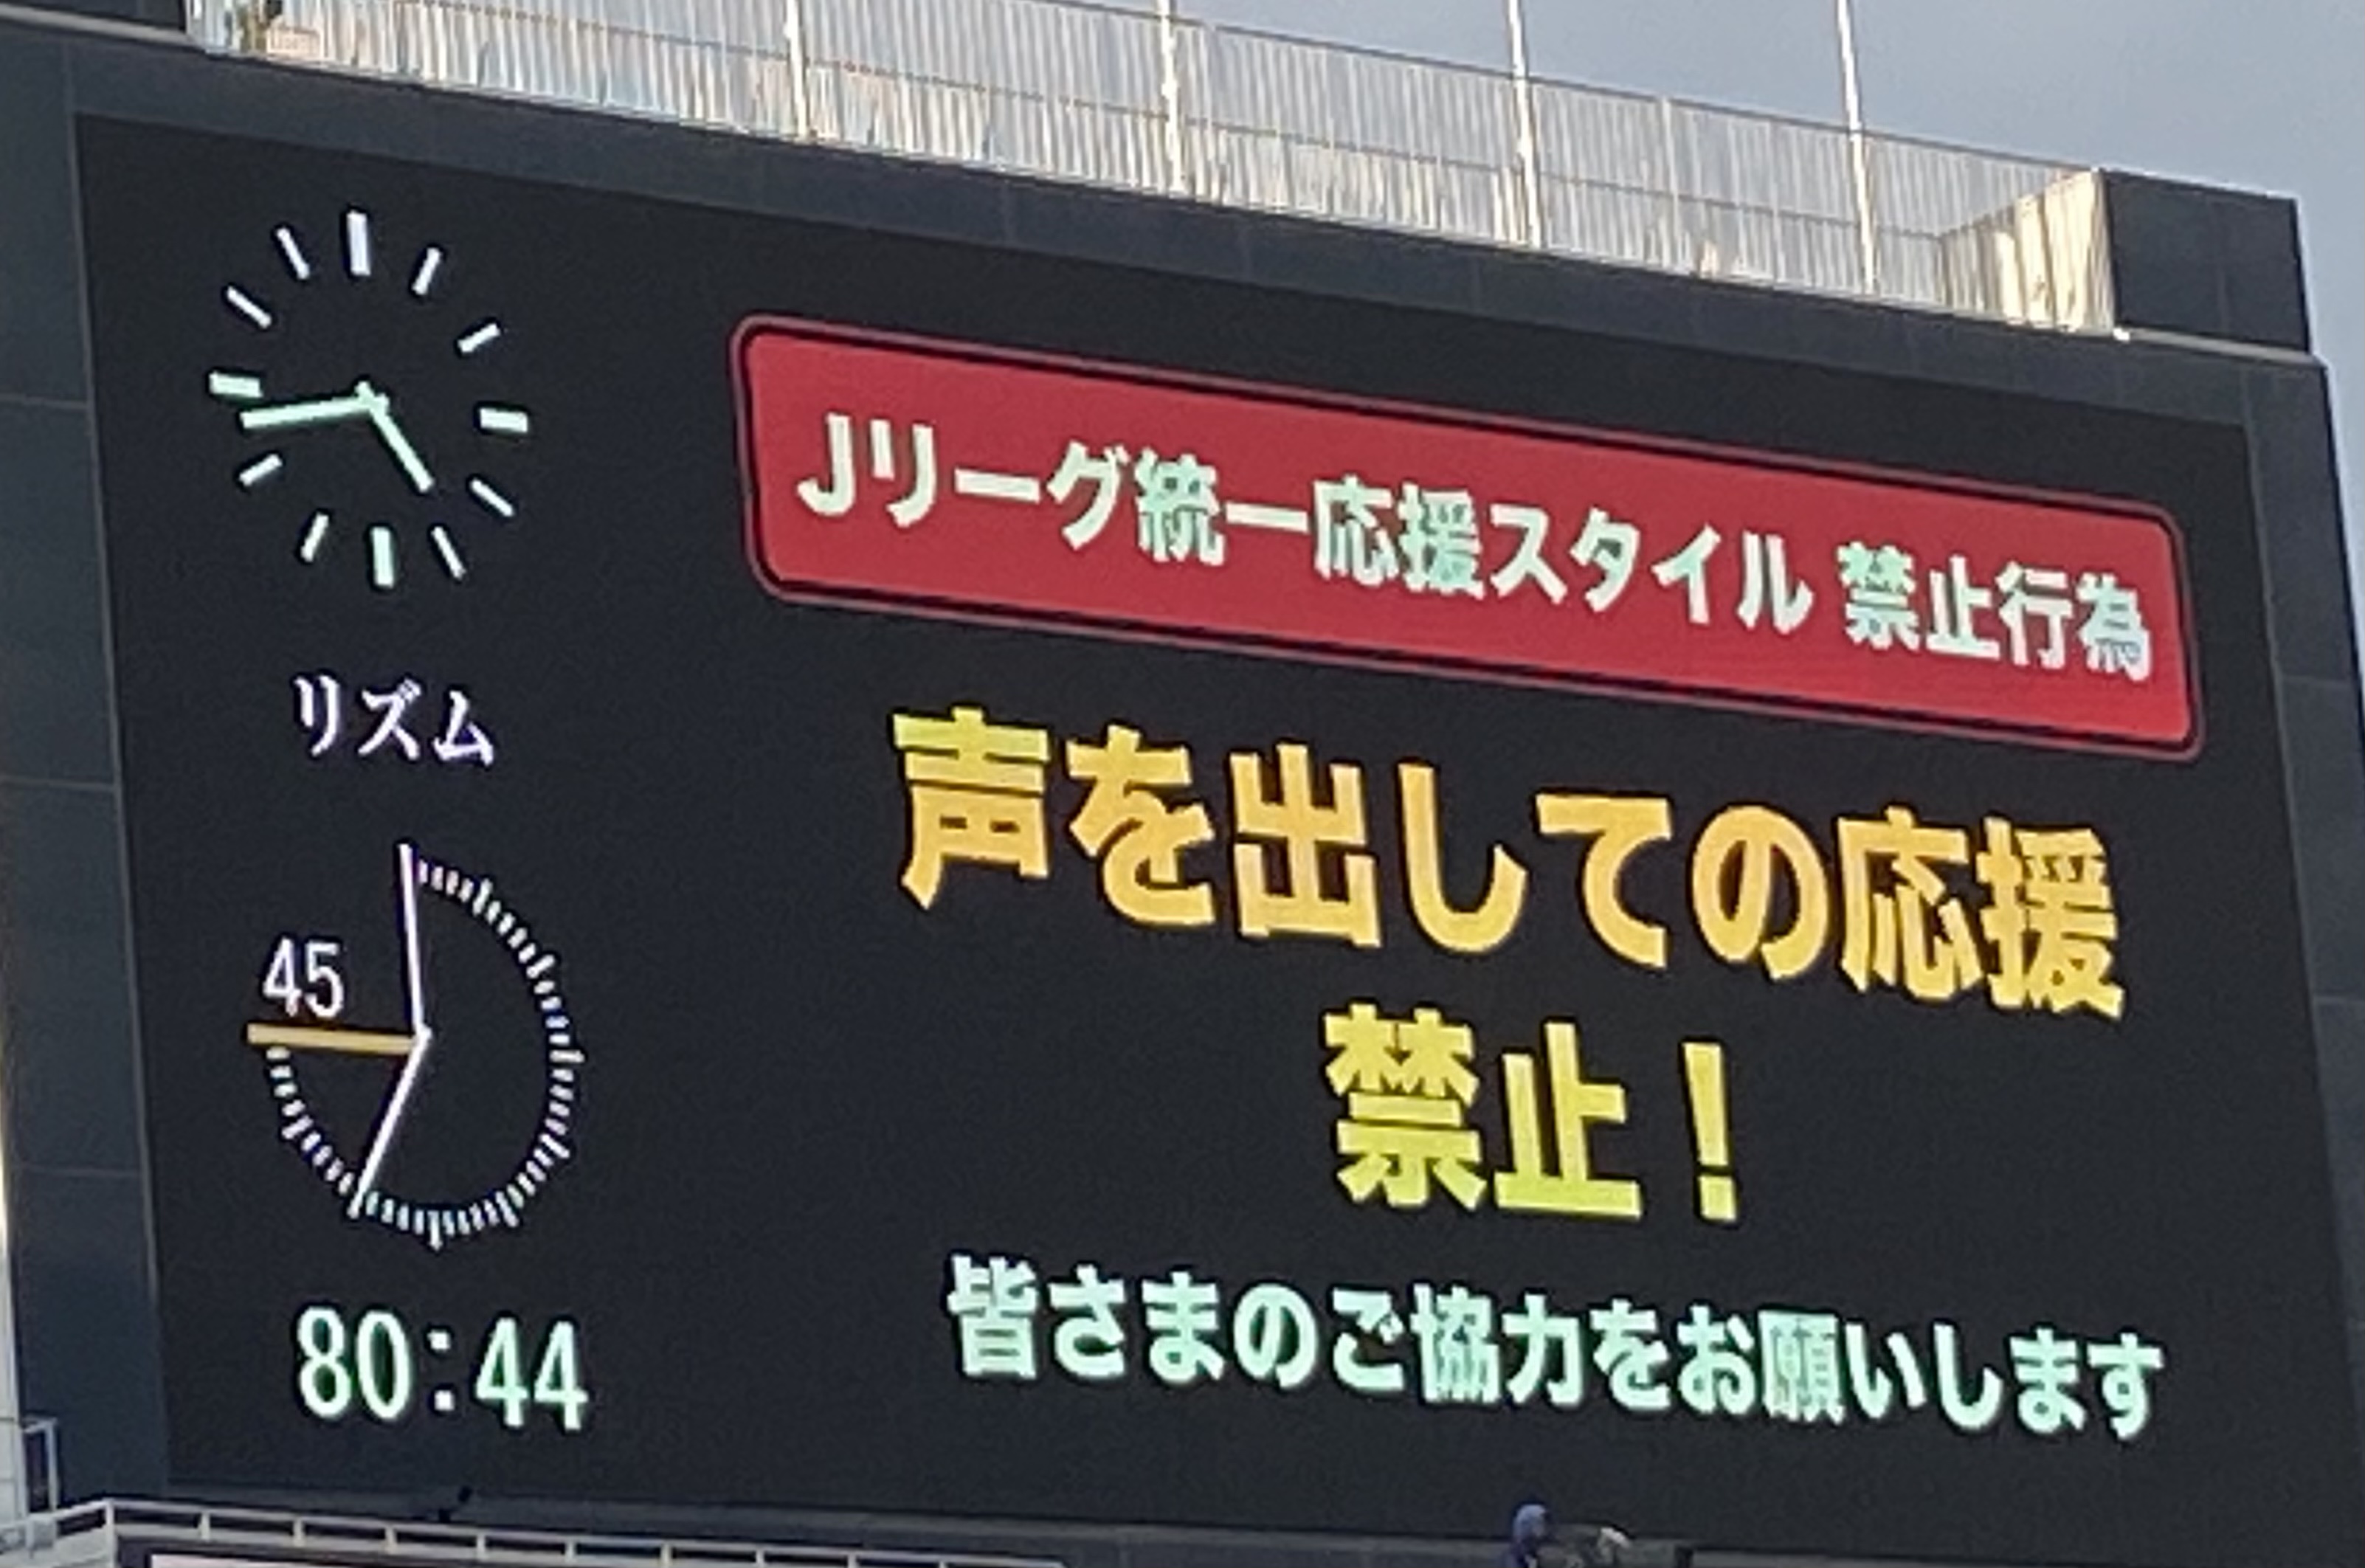 Jリーグ統一応援スタイル 禁止行為
声を出しての応援
禁止！
皆さまのご協力をお願いします
リズム
45
80:44